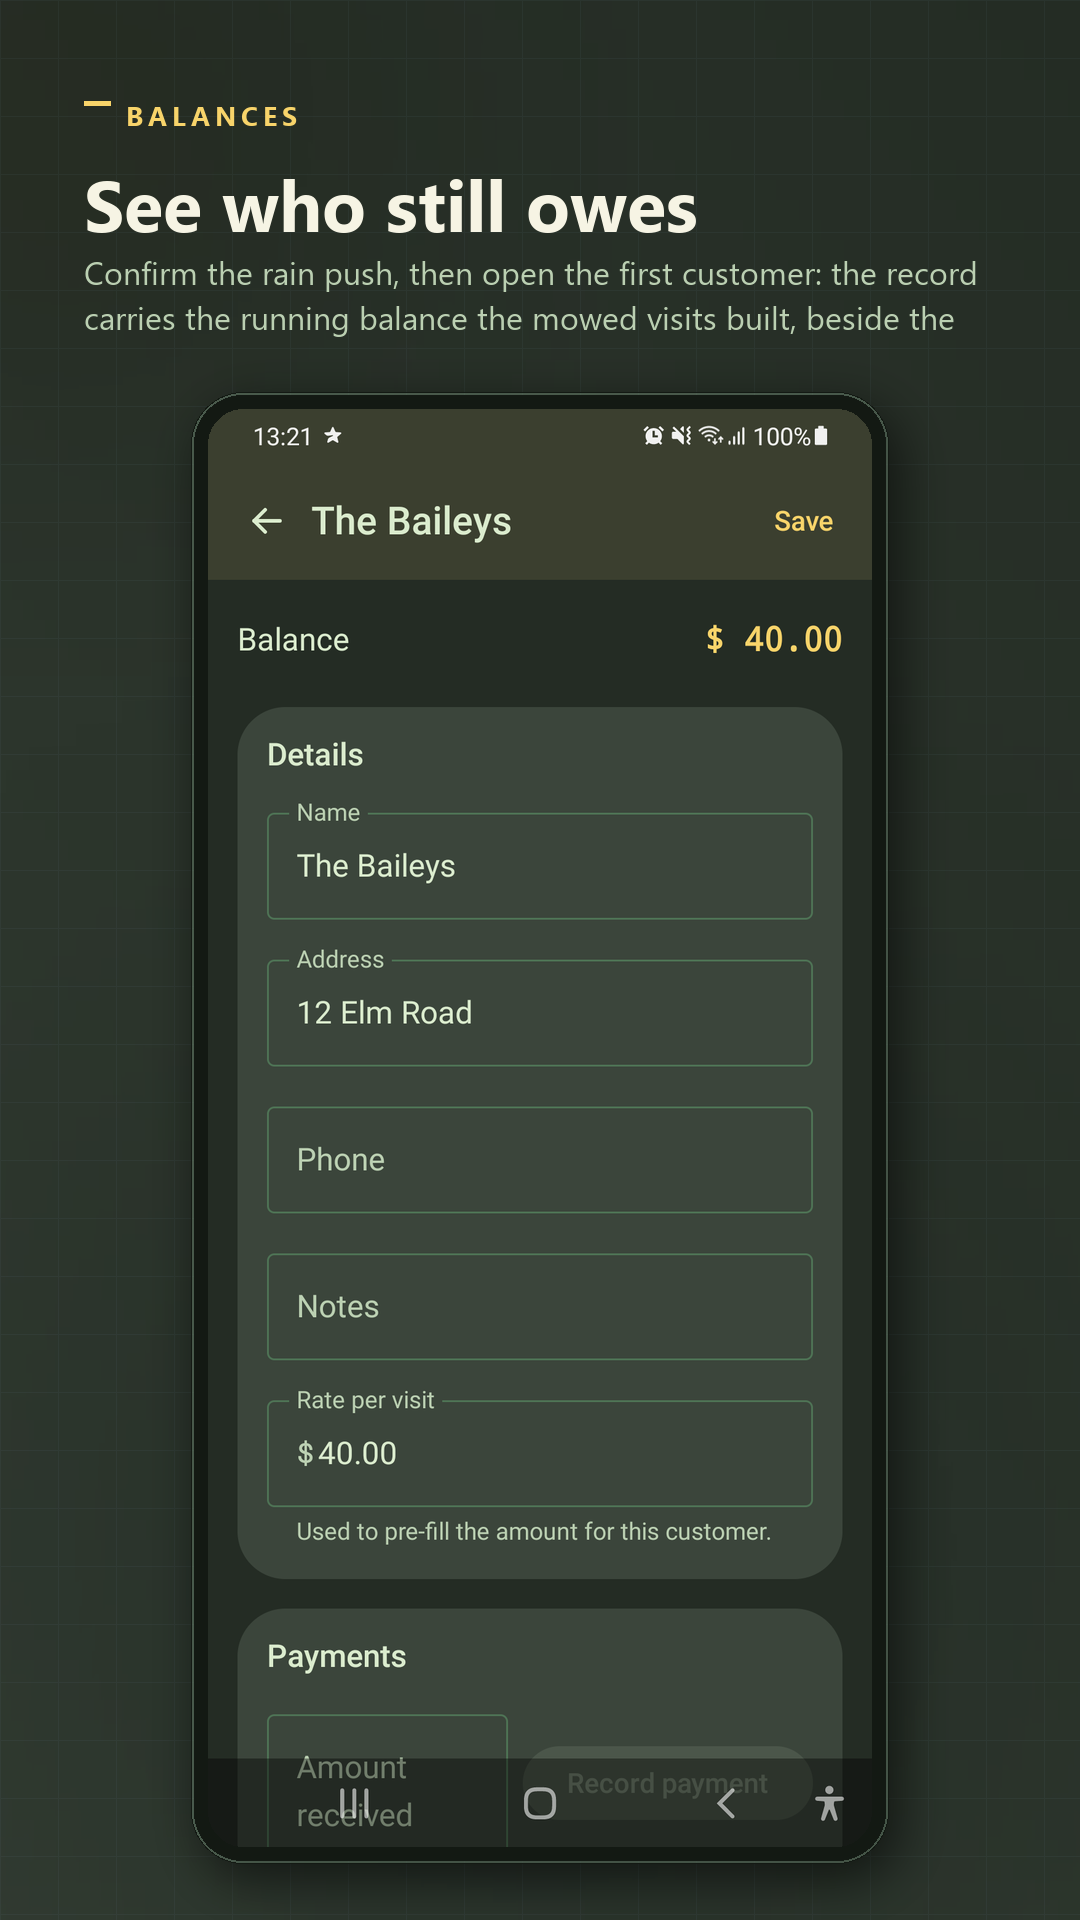 BALANCES
See who still owes
Confirm the rain push, then open the first customer: the record
carries the running balance the mowed visits built, beside the
13:21
100%
The Baileys
Save
Balance
$ 40.00
Details
Name
The Baileys
Address
12 Elm Road
Phone
Notes
Rate per visit
$40.00
Used to pre-fill the amount for this customer.
Payments
Amount
received
Record payment